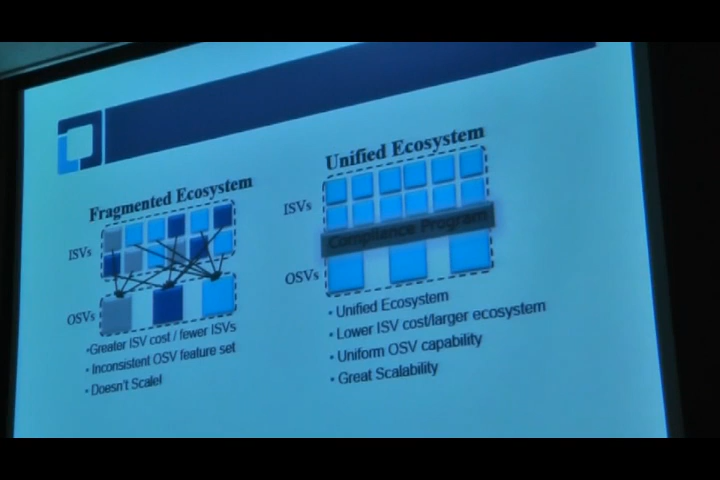 Fragmented Ecosystem
ISVs
OSVs
•Greater ISV cost / fewer ISVs
• Inconsistent OSV feature set
• Doesn't Scale!
Unified Ecosystem
ISVs
Compliance Program
OSVs
• Unified Ecosystem
• Lower ISV cost/larger ecosystem
• Uniform OSV capability
• Great Scalability